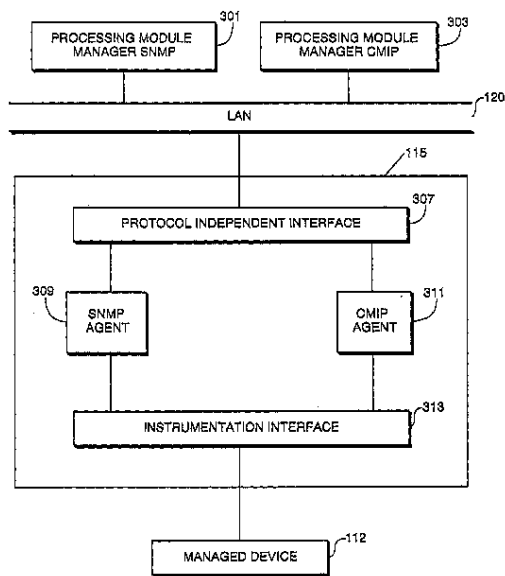 301
PROCESSING MODULE
MANAGER SNMP
303
PROCESSING MODULE
MANAGER CMIP
120
LAN
115
307
PROTOCOL INDEPENDENT INTERFACE
309
SNMP
AGENT
311
CMIP
AGENT
313
INSTRUMENTATION INTERFACE
112
MANAGED DEVICE